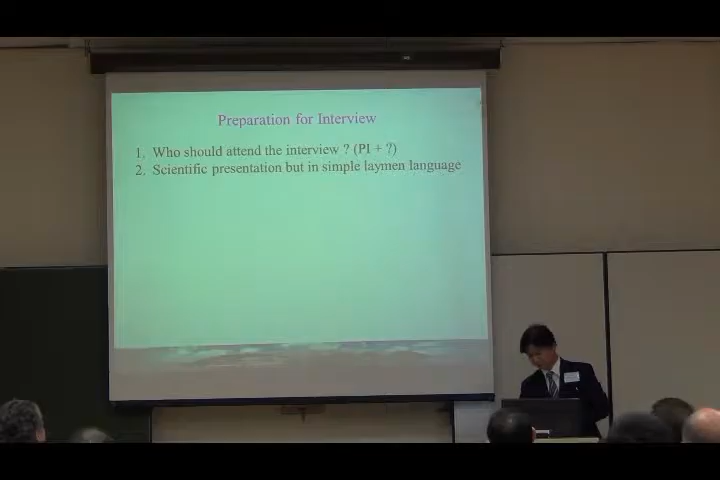 Preparation for Interview
1. Who should attend the interview ? (PI + ?)
2. Scientific presentation but in simple laymen language